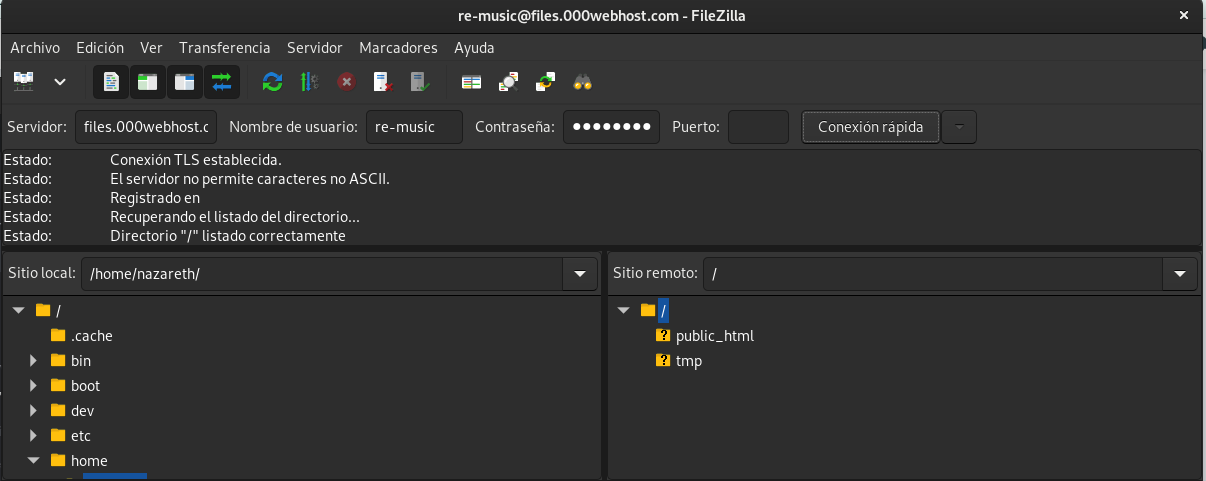 re-music@files.000webhost.com - FileZilla
Archivo Edición Ver Transferencia Servidor Marcadores Ayuda
Servidor: files.000webhost.c Nombre de usuario: re-music Contraseña: ●●●●●●●● Puerto: Conexión rápida
Estado: Conexión TLS establecida.
Estado: El servidor no permite caracteres no ASCII.
Estado: Registrado en
Estado: Recuperando el listado del directorio...
Estado: Directorio "/" listado correctamente
Sitio local: /home/nazareth/
/
.cache
bin
boot
dev
etc
home
Sitio remoto: /
/
public_html
tmp